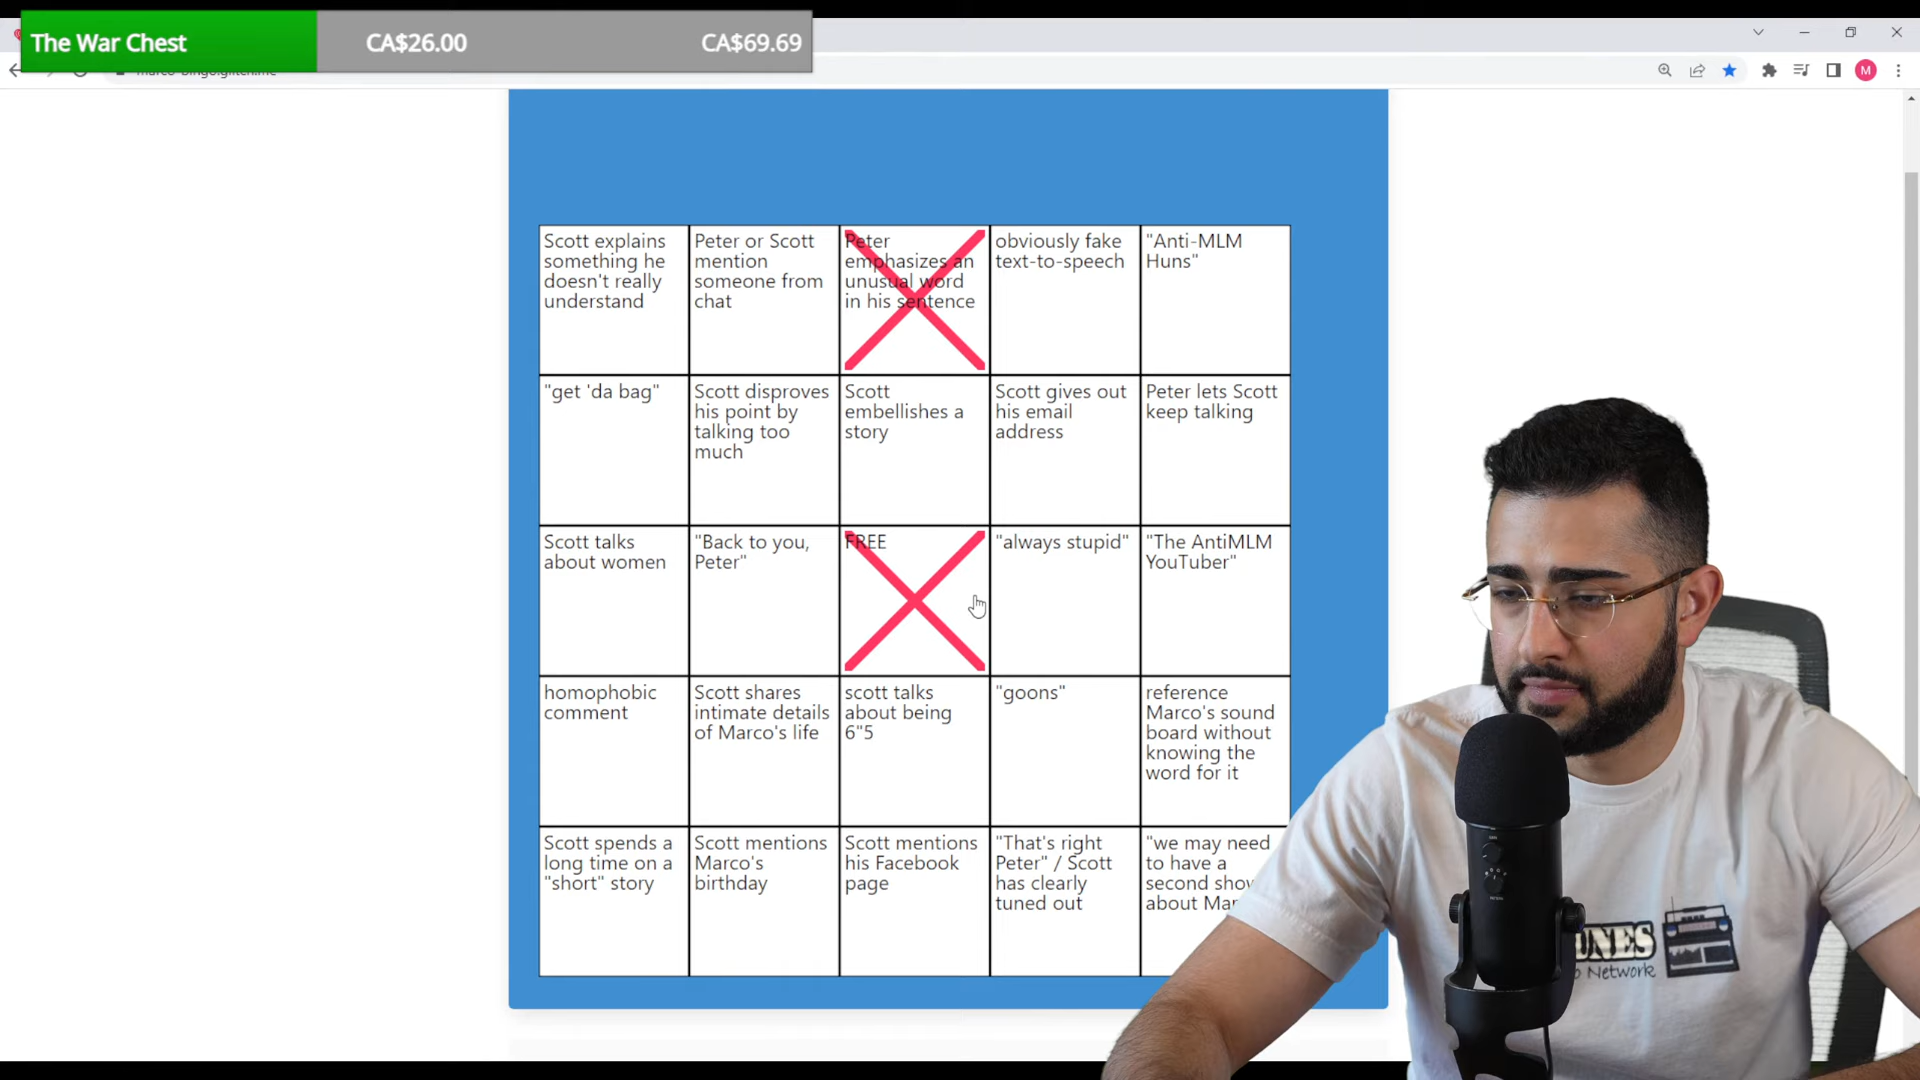 The War Chest CA$26.00 CA$69.69
M
Scott explains
something he
doesn't really
understand
Peter or Scott
mention
someone from
chat
Peter
emphasizes an
unusual word
in his sentence
obviously fake
text-to-speech
"Anti-MLM
Huns"
"get 'da bag"
Scott disproves
his point by
talking too
much
Scott
embellishes a
story
Scott gives out
his email
address
Peter lets Scott
keep talking
Scott talks
about women
"Back to you,
Peter"
FREE
"always stupid"
"The AntiMLM
YouTuber"
homophobic
comment
Scott shares
intimate details
of Marco's life
scott talks
about being
6"5
"goons"
reference
Marco's sound
board without
knowing the
word for it
Scott spends a
long time on a
"short" story
Scott mentions
Marco's
birthday
Scott mentions
his Facebook
page
"That's right
Peter" / Scott
has clearly
tuned out
"we may need
to have a
second
about
Network